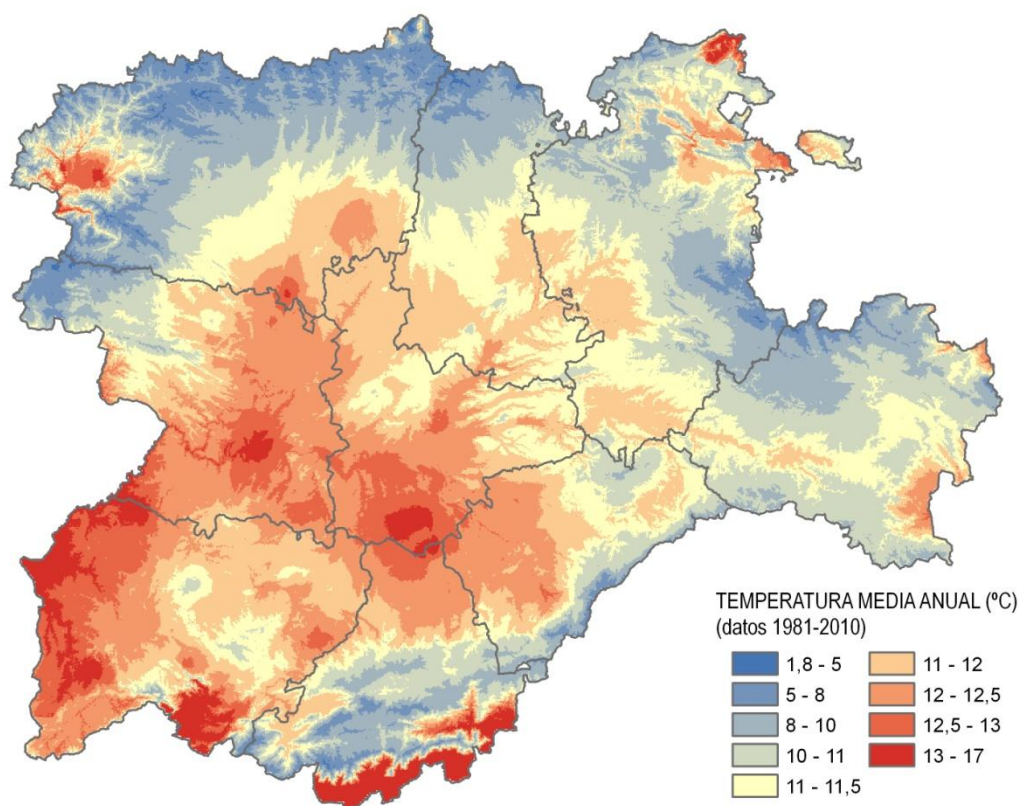 TEMPERATURA MEDIA ANUAL (ºC)
(datos 1981-2010)
1,8 - 5
5 - 8
8 - 10
10 - 11
11 - 11,5
11 - 12
12 - 12,5
12,5 - 13
13 - 17